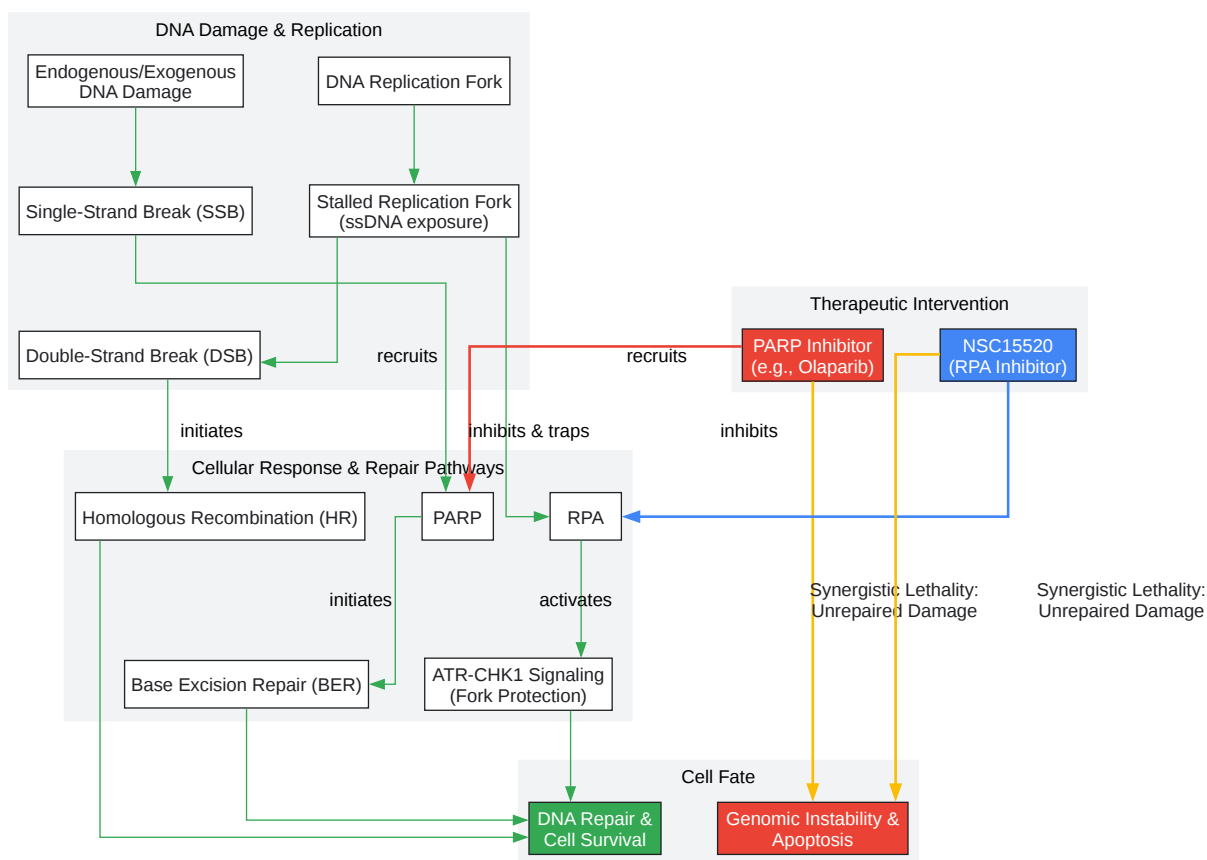 DNA Damage & Replication
Endogenous/Exogenous
DNA Damage
DNA Replication Fork
Single-Strand Break (SSB)
Stalled Replication Fork
(ssDNA exposure)
Therapeutic Intervention
Double-Strand Break (DSB)
recruits
recruits
PARP Inhibitor
(e.g., Olaparib)
NSC15520
(RPA Inhibitor)
initiates
inhibits & traps
inhibits
Cellular Response & Repair Pathways
Homologous Recombination (HR)
PARP
RPA
initiates
activates
Synergistic Lethality:
Unrepaired Damage
Synergistic Lethality:
Unrepaired Damage
Base Excision Repair (BER)
ATR-CHK1 Signaling
(Fork Protection)
Cell Fate
DNA Repair &
Cell Survival
Genomic Instability &
Apoptosis